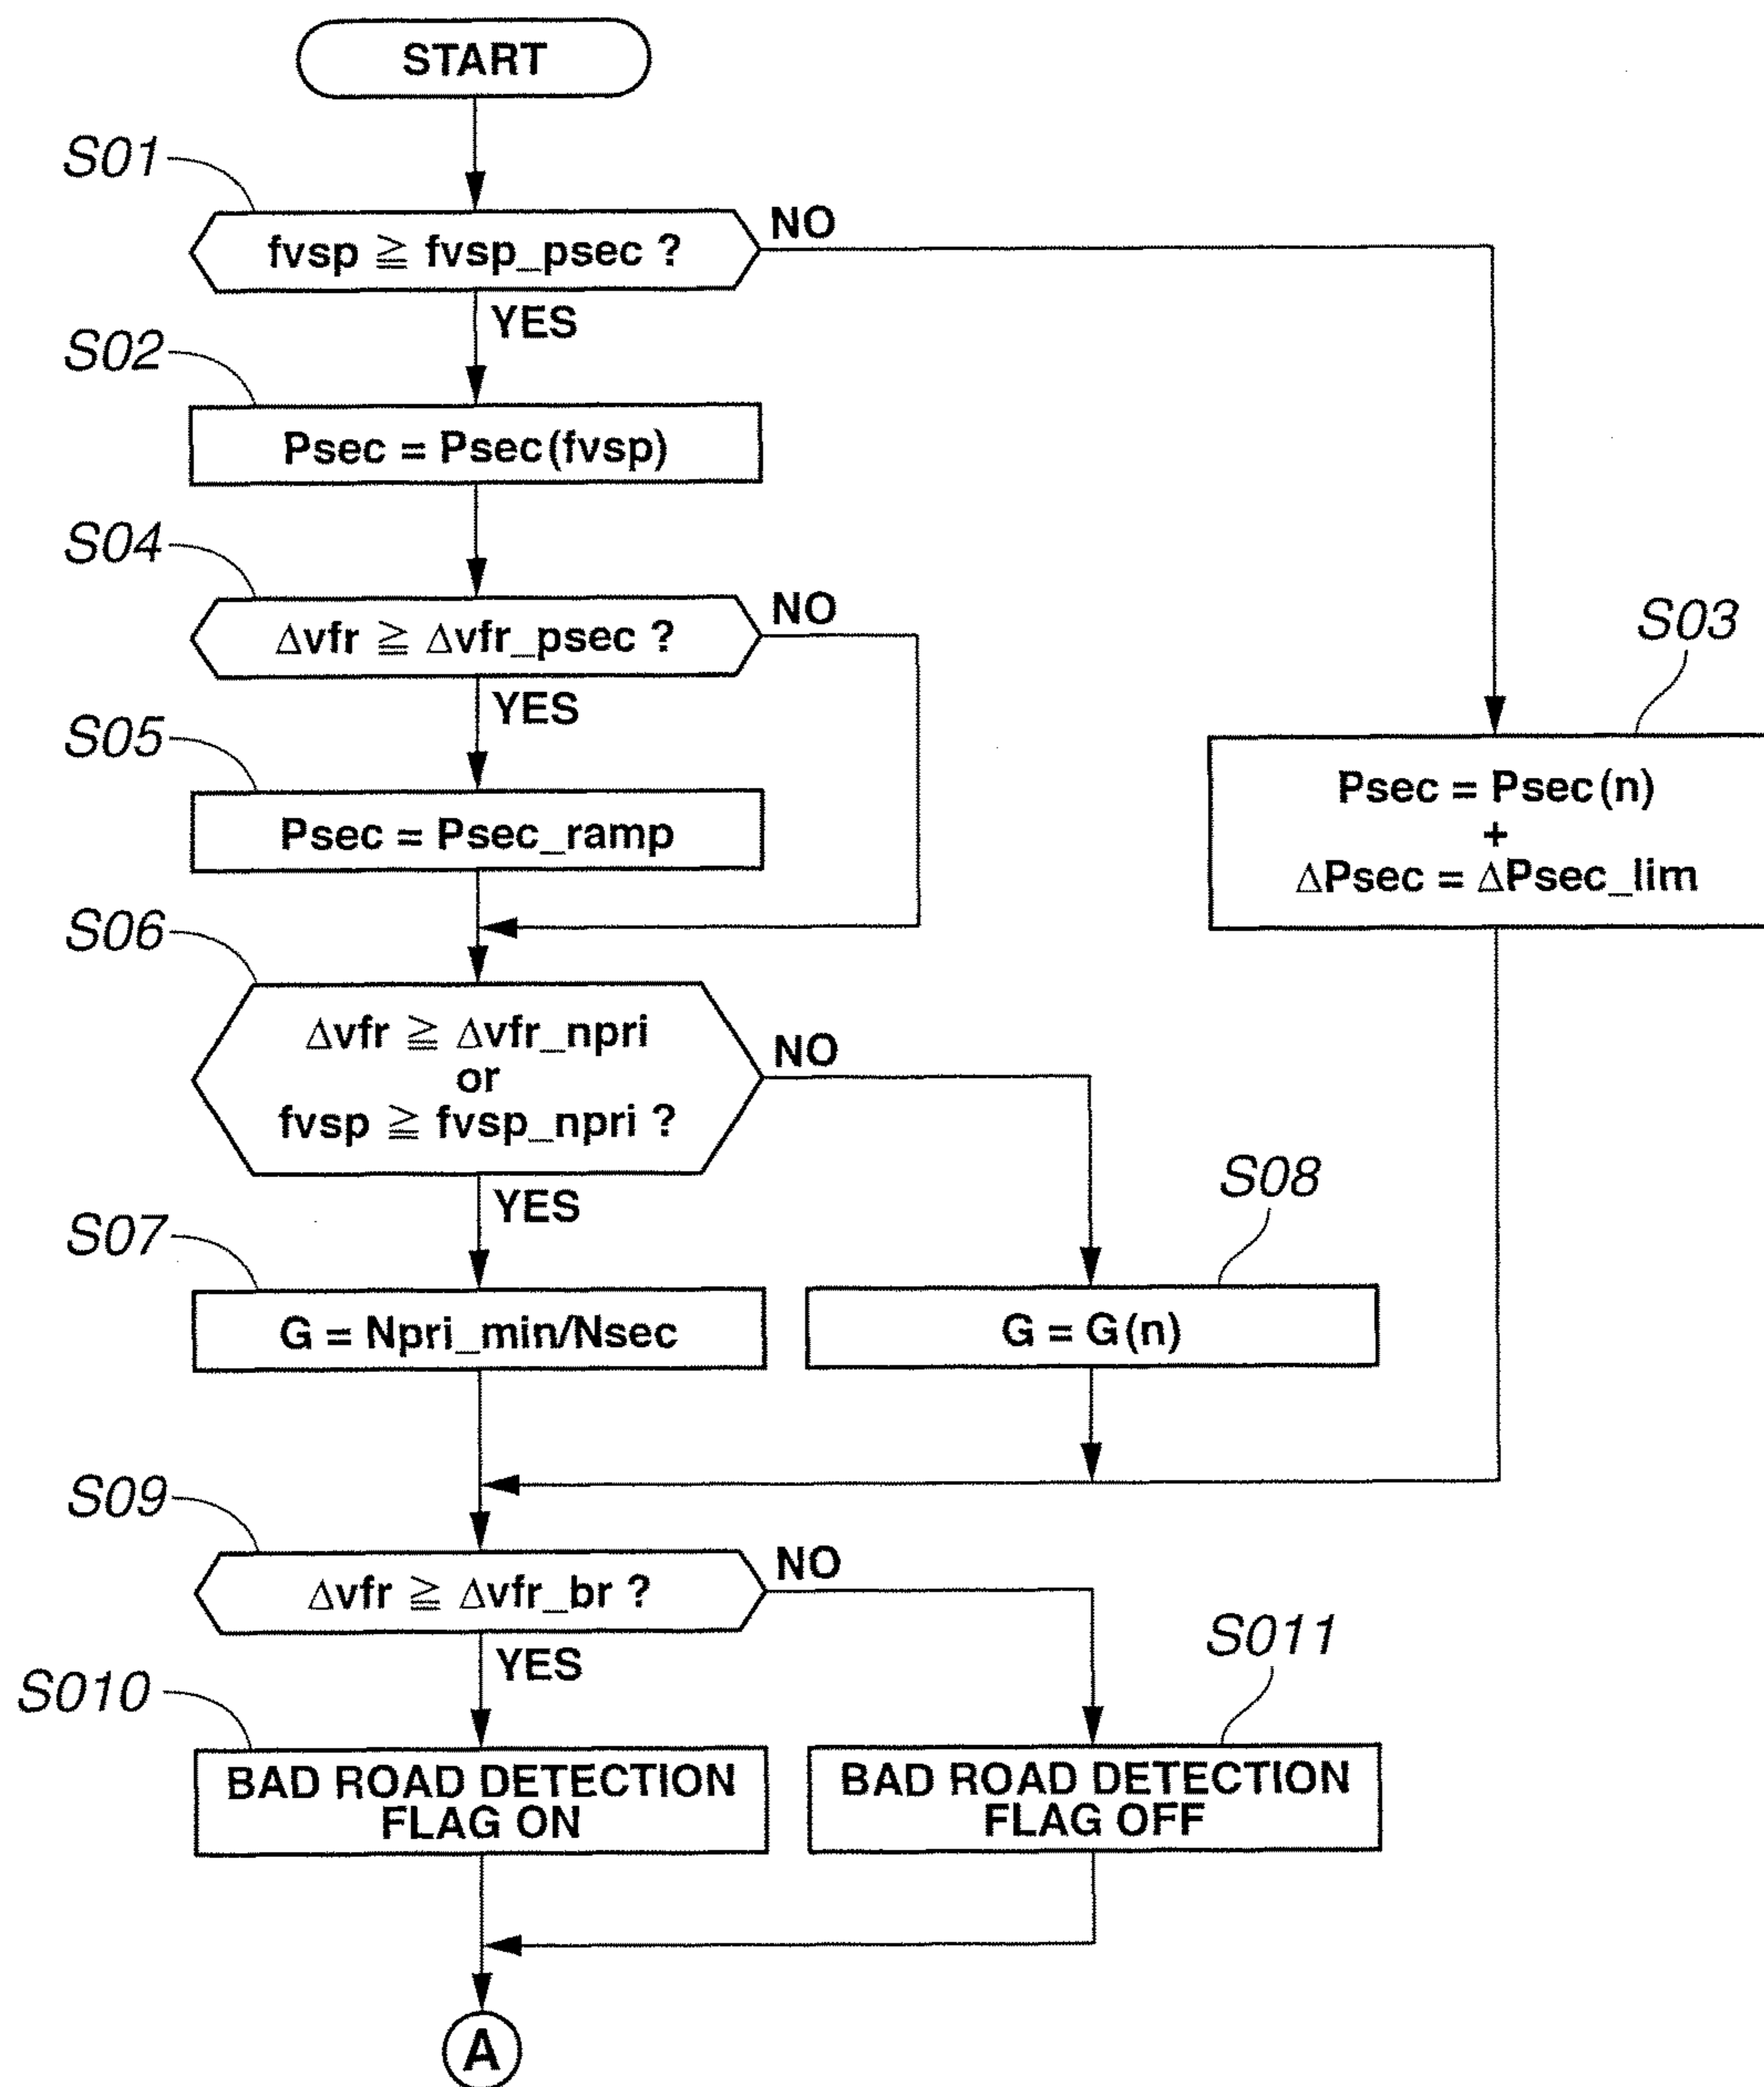 START
S01
fvsp ≧ fvsp_psec ?
NO
YES
S02
Psec = Psec(fvsp)
S04
Δvfr ≧ Δvfr_psec ?
NO
YES
S05
Psec = Psec_ramp
S03
Psec = Psec(n)
+
ΔPsec = ΔPsec_lim
S06
Δvfr ≧ Δvfr_npri
or
fvsp ≧ fvsp_npri ?
NO
YES
S07
G = Npri_min/Nsec
S08
G = G(n)
S09
Δvfr ≧ Δvfr_br ?
NO
YES
S010
BAD ROAD DETECTION
FLAG ON
S011
BAD ROAD DETECTION
FLAG OFF
A